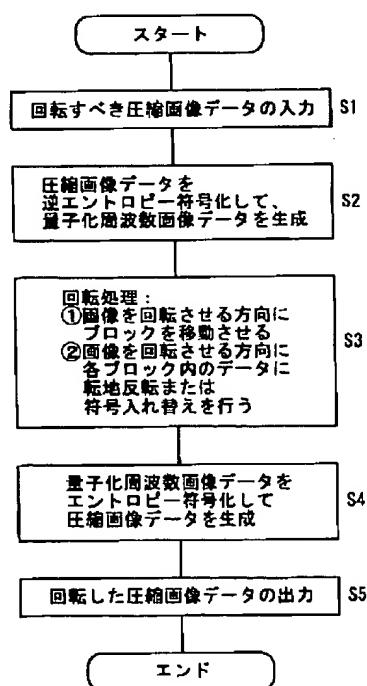 スタート
回転すべき圧縮画像データの入力 S1
圧縮画像データを
逆エントロピー符号化して、
量子化周波数画像データを生成
S2
回転処理：
①画像を回転させる方向に
ブロックを移動させる
②画像を回転させる方向に
各ブロック内のデータに
転地反転または
符号入れ替えを行う
S3
量子化周波数画像データを
エントロピー符号化して
圧縮画像データを生成
S4
回転した圧縮画像データの出力 S5
エンド